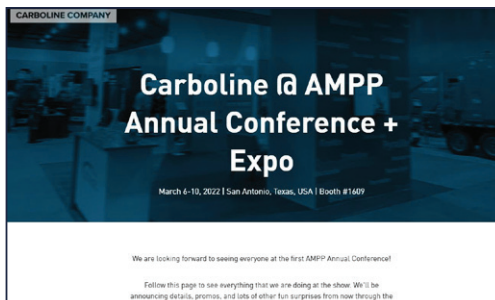 CARBOLINE COMPANY
Carboline @ AMPP
Annual Conference +
Expo
March 6-10, 2022 | San Antonio, Texas, USA | Booth #1609
We are looking forward to seeing everyone at the first AMPP Annual Conference!
Follow this page to see everything that we are doing at the show. We'll be
announcing details, promos, and lots of other fun surprises from now through the